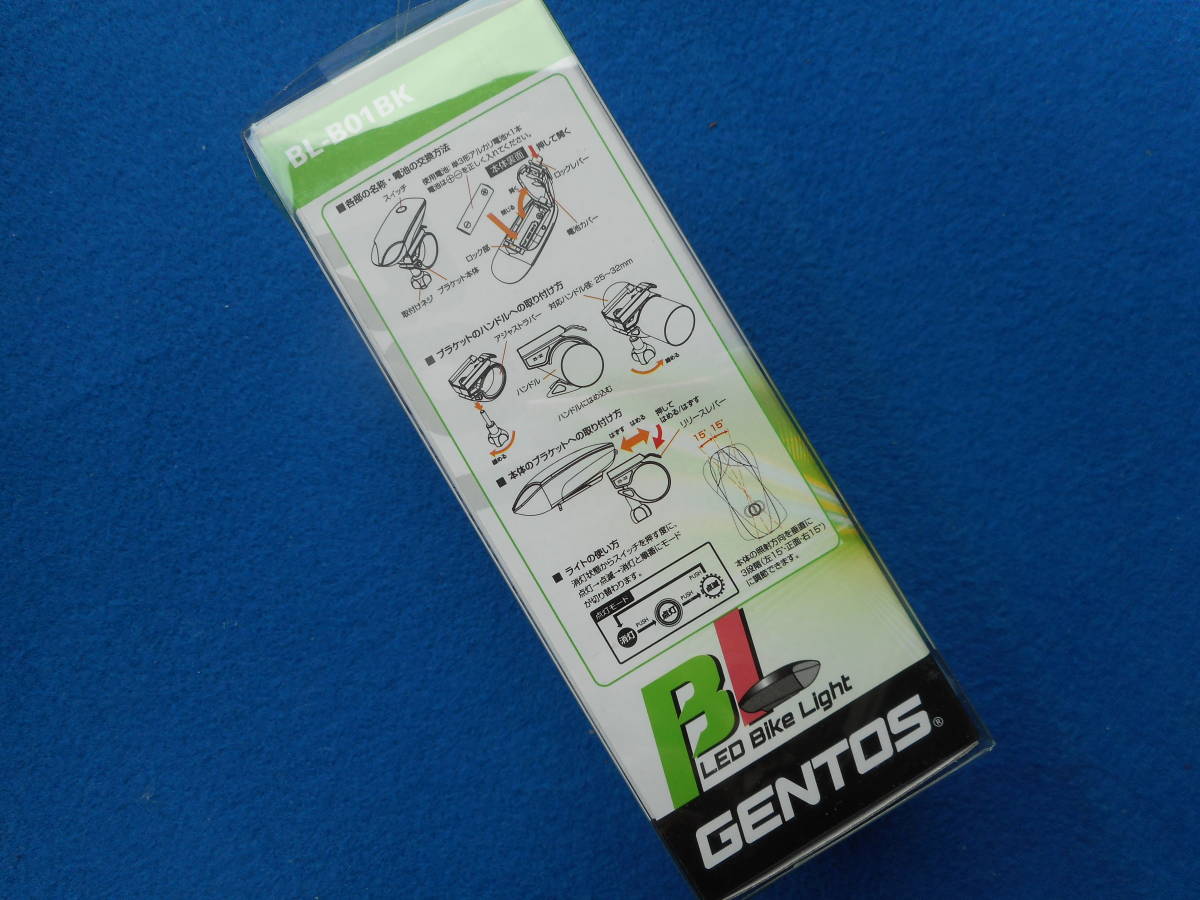 BL-B01BK
■各部の名称・電池の交換方法
使用電池: 単3形アルカリ電池×1本
電池は⊕⊖を正しく入れてください。
スイッチ
本体裏面
押して開く
ロックレバー
開く
閉じる
電池カバー
ロック部
ブラケット本体
取付けネジ
■ブラケットのハンドルへの取り付け方
アジャストラバー
対応ハンドル径: 25~32mm
ハンドル
ハンドルにはめ込む
締める
緩める
■本体のブラケットへの取り付け方
はずす はめる
押して
はめる/はずす
リリースレバー
15° 15°
本体の照射方向を垂直に
3段階(左15°・正面・右15°)
に調節できます。
■ライトの使い方
消灯状態からスイッチを押す度に、
点灯→点滅→消灯と順番にモード
が切り替わります。
点灯モード
消灯
PUSH
点灯
PUSH
点滅
PUSH
BL
LED Bike Light
GENTOS®